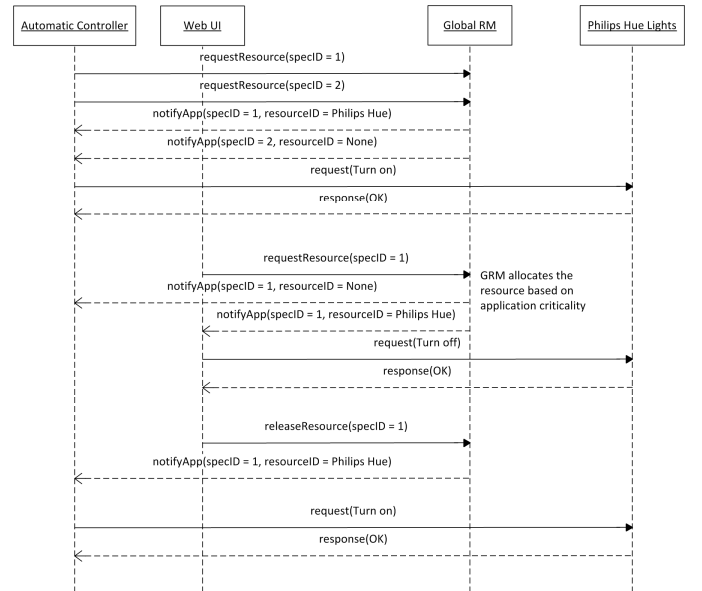 Automatic Controller
Web UI
Global RM
Philips Hue Lights
requestResource(specID = 1)
requestResource(specID = 2)
notifyApp(specID = 1, resourceID = Philips Hue)
notifyApp(specID = 2, resourceID = None)
request(Turn on)
response(OK)
requestResource(specID = 1)
GRM allocates the
resource based on
application criticality
notifyApp(specID = 1, resourceID = None)
notifyApp(specID = 1, resourceID = Philips Hue)
request(Turn off)
response(OK)
releaseResource(specID = 1)
notifyApp(specID = 1, resourceID = Philips Hue)
request(Turn on)
response(OK)